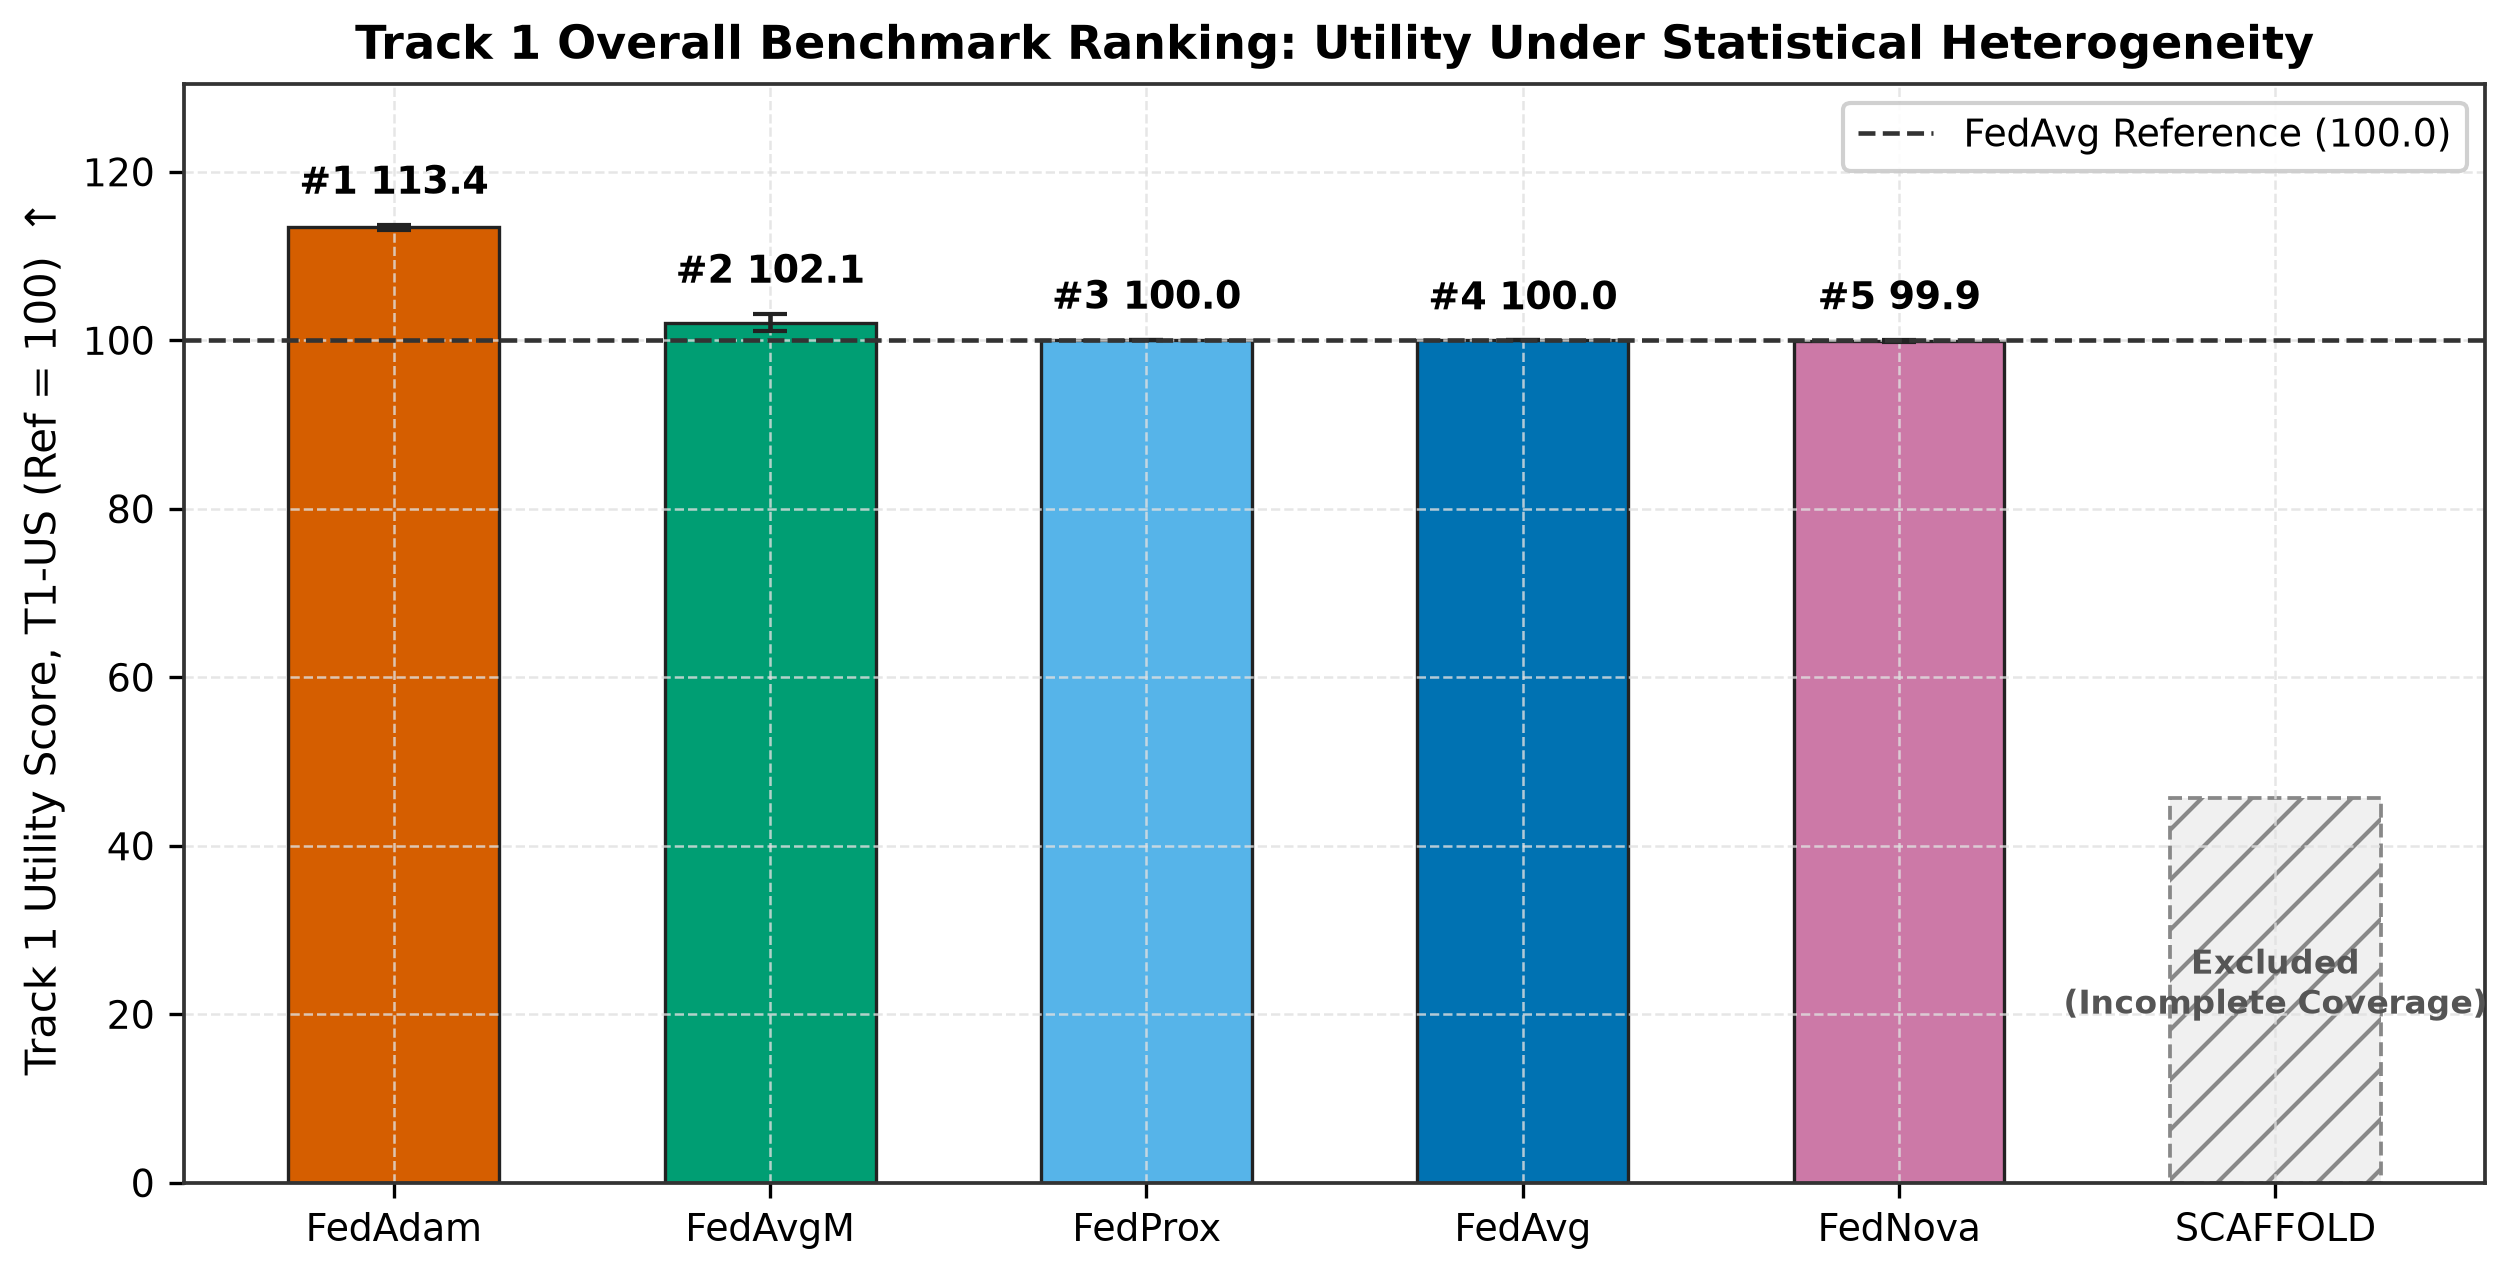 Track 1 Overall Benchmark Ranking: Utility Under Statistical Heterogeneity
Track 1 Utility Score, T1-US (Ref = 100) ↑
FedAvg Reference (100.0)
120
100
80
60
40
20
0
#1 113.4
#2 102.1
#3 100.0
#4 100.0
#5 99.9
Excluded
(Incomplete Coverage)
FedAdam
FedAvgM
FedProx
FedAvg
FedNova
SCAFFOLD